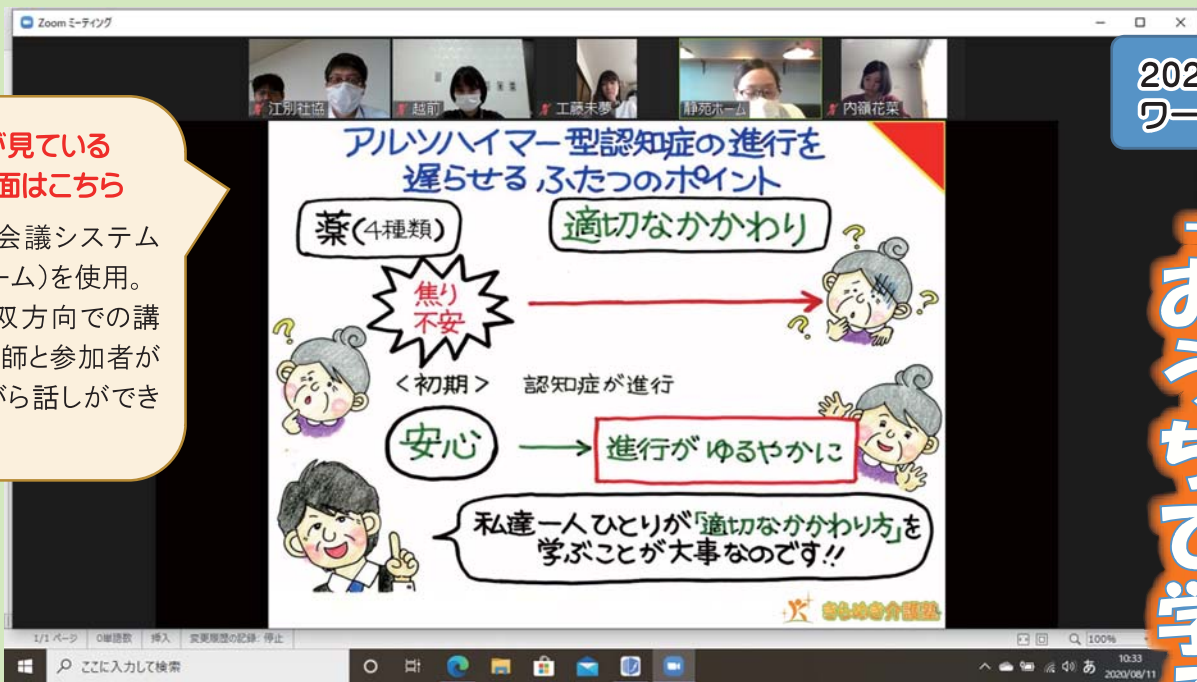 Zoom ミーティング
江別社協
越前
工藤未夢
静苑ホーム
内嶺花菜
202
ワー
が見ている
面はこちら
会議システム
ーム)を使用。
双方向での講
師と参加者が
がら話しができ
アルツハイマー型認知症の進行を
遅らせる ふたつのポイント
薬(4種類)
適切なかかわり
焦り
不安
<初期>
認知症が進行
安心
進行が ゆるやかに
私達一人ひとりが「適切なかかわり方」を
学ぶことが大事なのです!!
きらめき介護塾
おうちで学
1/1 ページ 0単語数 挿入 変更履歴の記録: 停止
100%
ここに入力して検索
あ
10:33
2020/08/11